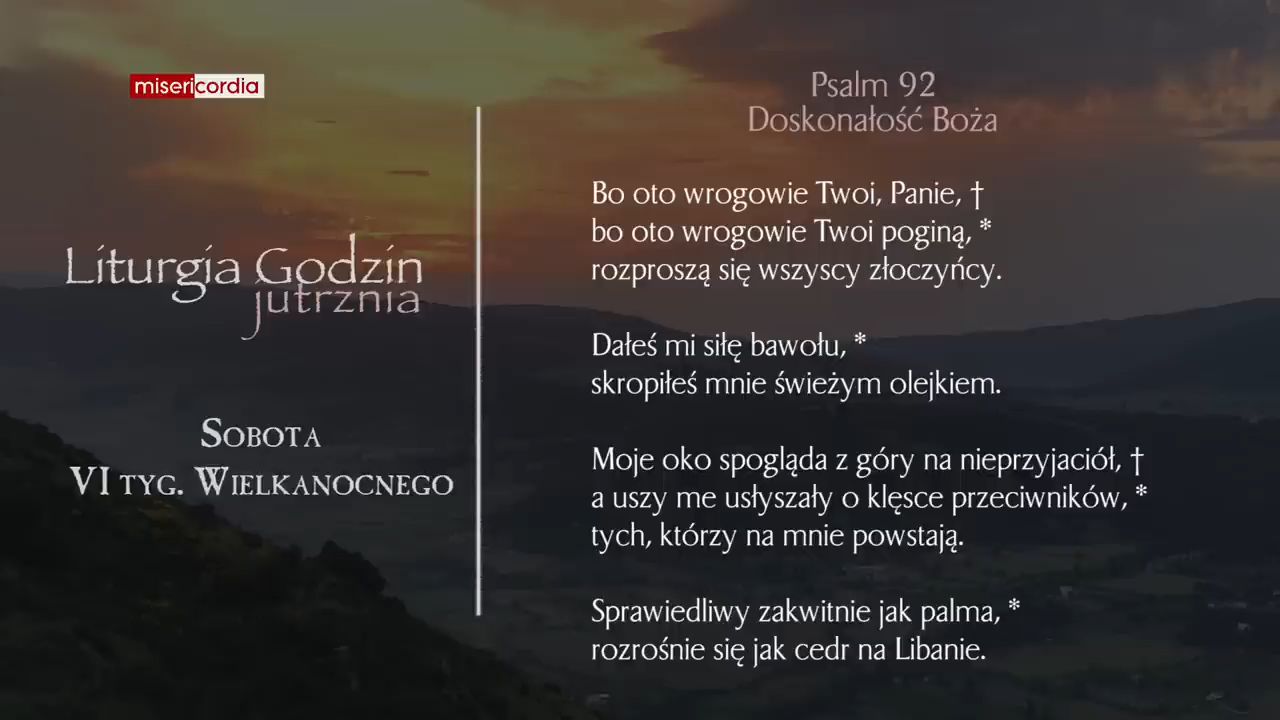 misericordia
Liturgia Godzin
jutrznia
Sobota
VI tyg. Wielkanocnego
Psalm 92
Doskonałość Boża
Bo oto wrogowie Twoi, Panie, †
bo oto wrogowie Twoi poginą, *
rozproszą się wszyscy złoczyńcy.
Dałeś mi siłę bawołu, *
skropiłeś mnie świeżym olejkiem.
Moje oko spogląda z góry na nieprzyjaciół, †
a uszy me usłyszały o klęsce przeciwników, *
tych, którzy na mnie powstają.
Sprawiedliwy zakwitnie jak palma, *
rozrośnie się jak cedr na Libanie.